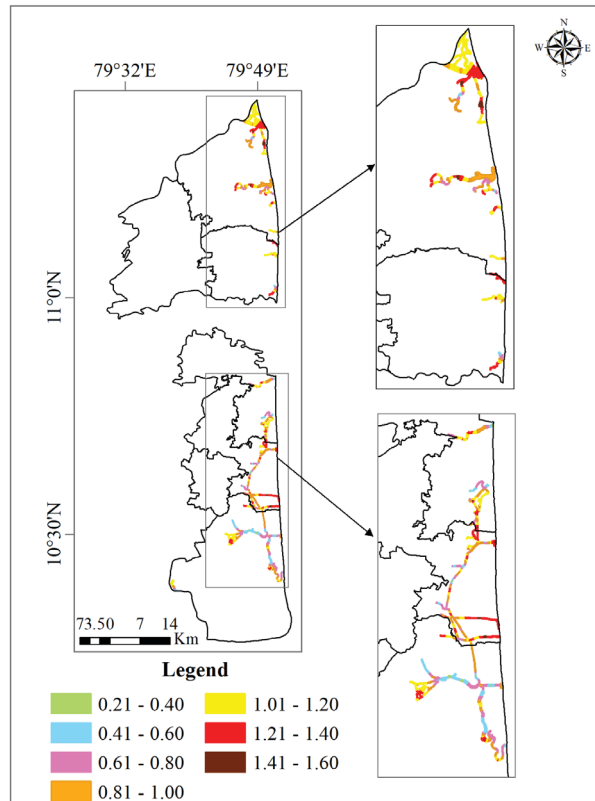 N
W E
S
79°32'E 79°49'E
11°0'N
10°30'N
73.50 7 14
Km
Legend
0.21 - 0.40 1.01 - 1.20
0.41 - 0.60 1.21 - 1.40
0.61 - 0.80 1.41 - 1.60
0.81 - 1.00